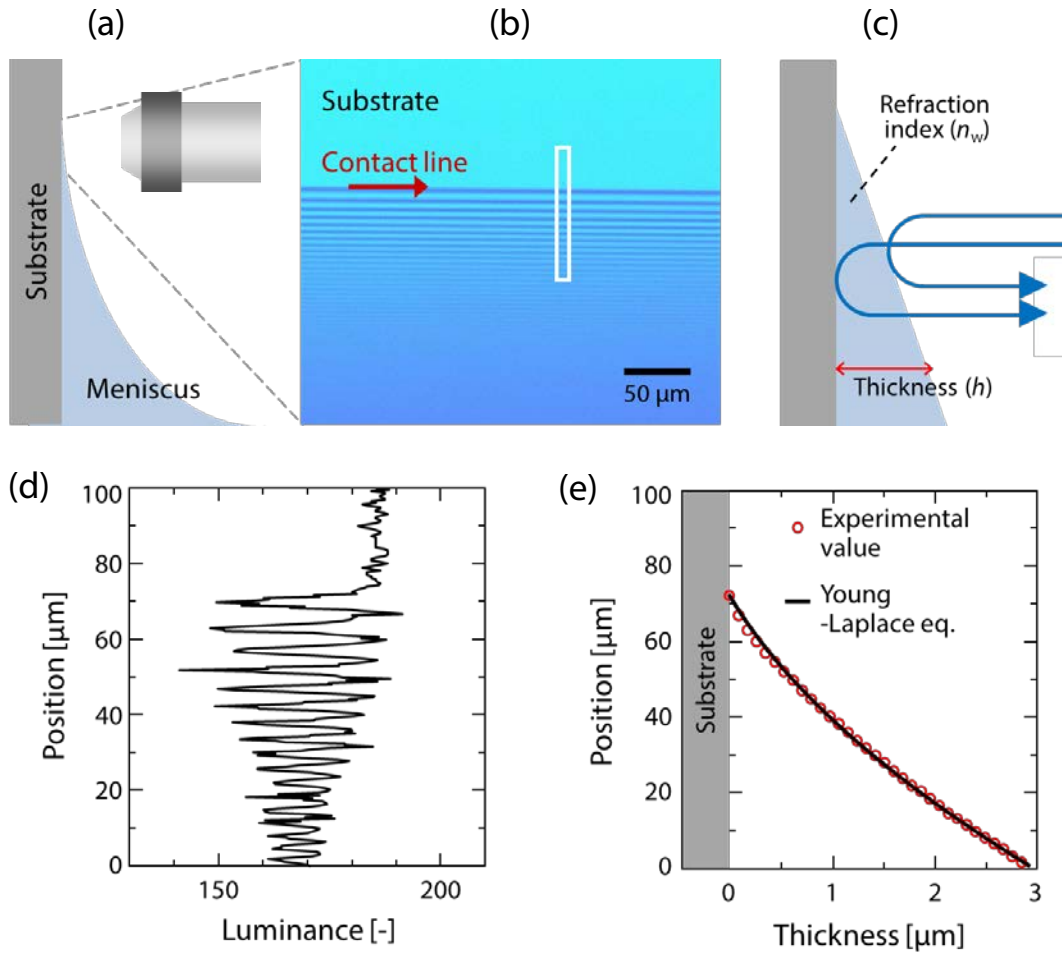 (a)
(b)
(c)
Substrate
Meniscus
Substrate
Contact line
50 µm
Refraction
index (nw)
Thickness (h)
(d)
100
80
60
40
20
0
Position [µm]
150
200
Luminance [-]
(e)
100
80
60
40
20
0
Position [µm]
Substrate
Experimental
value
Young
-Laplace eq.
0
1
2
3
Thickness [µm]